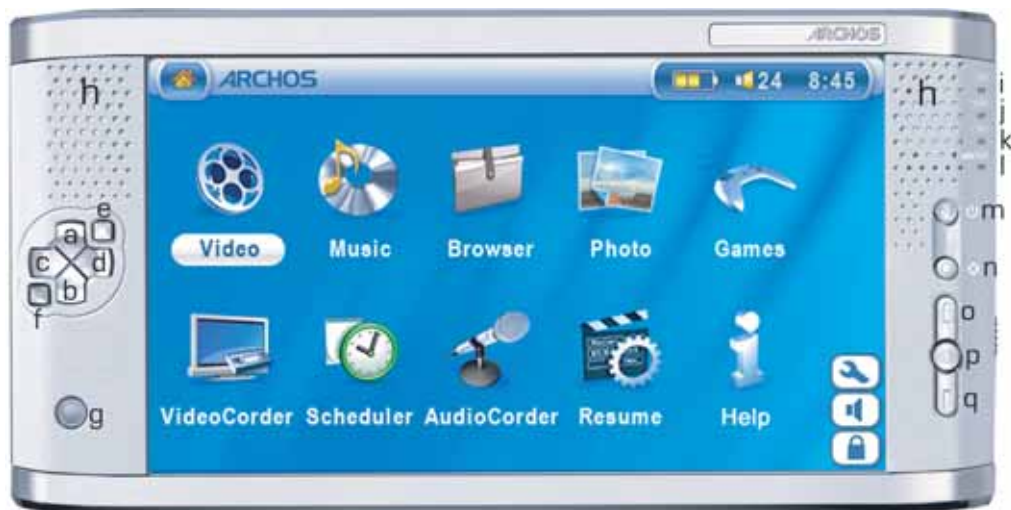 ARCHOS
ARCHOS 24 8:45
h h i
j
k
l
e
a
c d
b
f
m
n
o
p
q
g
Video Music Browser Photo Games
VideoCorder Scheduler AudioCorder Resume Help